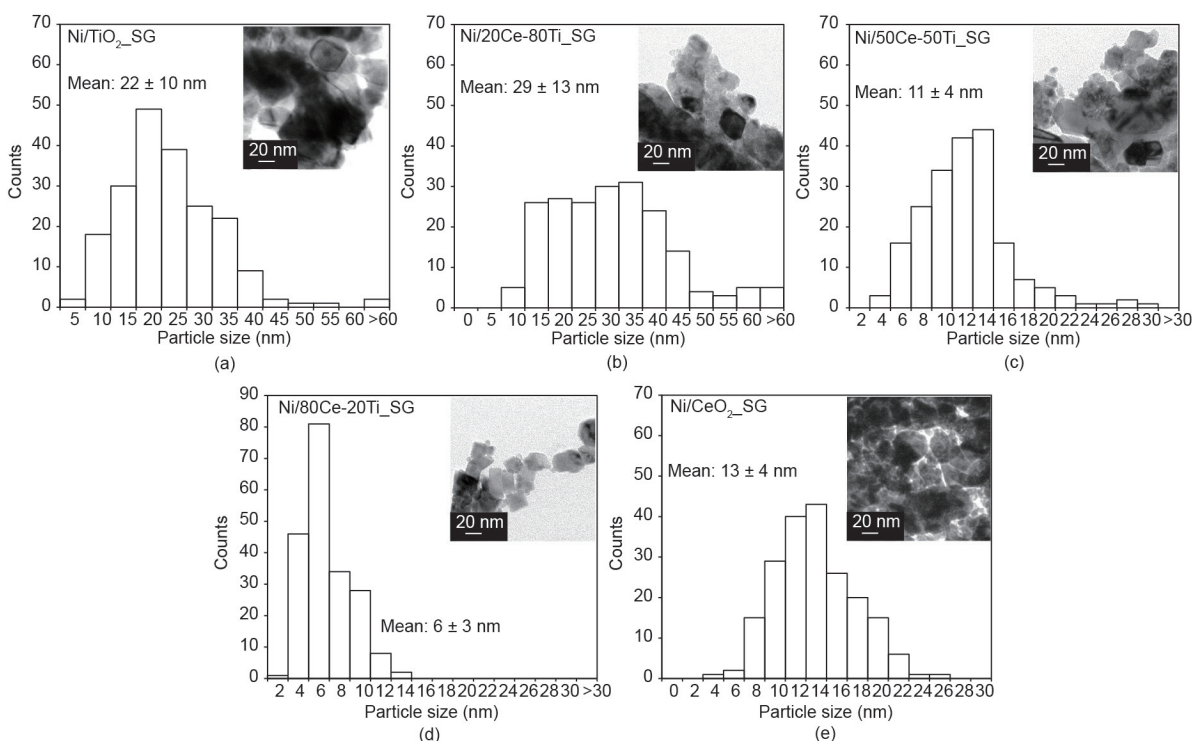 70
60
50
40
30
20
10
0
Counts
Ni/TiO₂_SG
Mean: 22 ± 10 nm
20 nm
5 10 15 20 25 30 35 40 45 50 55 60 >60
Particle size (nm)
(a)
70
60
50
40
30
20
10
0
Counts
Ni/20Ce-80Ti_SG
Mean: 29 ± 13 nm
20 nm
0 5 10 15 20 25 30 35 40 45 50 55 60 >60
Particle size (nm)
(b)
70
60
50
40
30
20
10
0
Counts
Ni/50Ce-50Ti_SG
Mean: 11 ± 4 nm
20 nm
2 4 6 8 10 12 14 16 18 20 22 24 26 28 30 >30
Particle size (nm)
(c)
90
80
70
60
50
40
30
20
10
0
Counts
Ni/80Ce-20Ti_SG
Mean: 6 ± 3 nm
20 nm
2 4 6 8 10 12 14 16 18 20 22 24 26 28 30 >30
Particle size (nm)
(d)
70
60
50
40
30
20
10
0
Counts
Ni/CeO₂_SG
Mean: 13 ± 4 nm
20 nm
0 2 4 6 8 10 12 14 16 18 20 22 24 26 28 30
Particle size (nm)
(e)